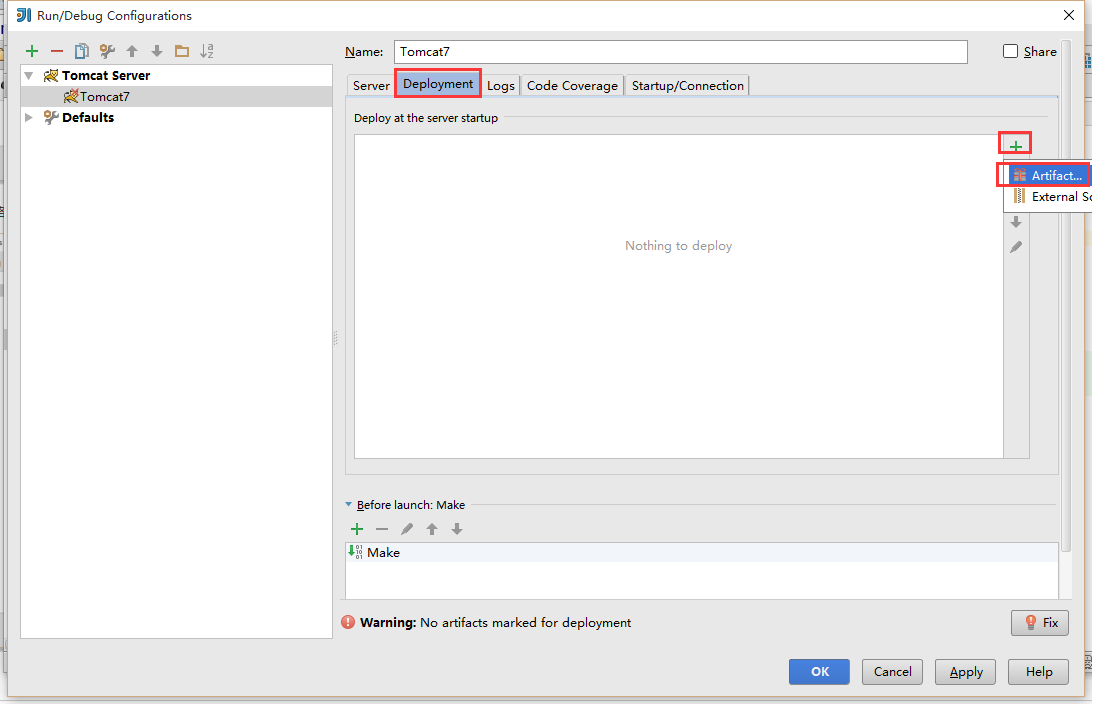 Run/Debug Configurations
Name: Tomcat7 Share
Tomcat Server
Tomcat7
Defaults
Server Deployment Logs Code Coverage Startup/Connection
Deploy at the server startup
Artifact...
External
Nothing to deploy
Before launch: Make
Make
Warning: No artifacts marked for deployment
Fix
OK Cancel Apply Help